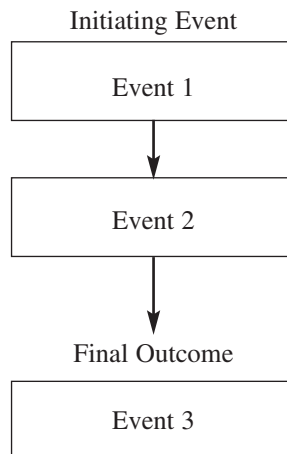 Initiating Event
Event 1
Event 2
Final Outcome
Event 3